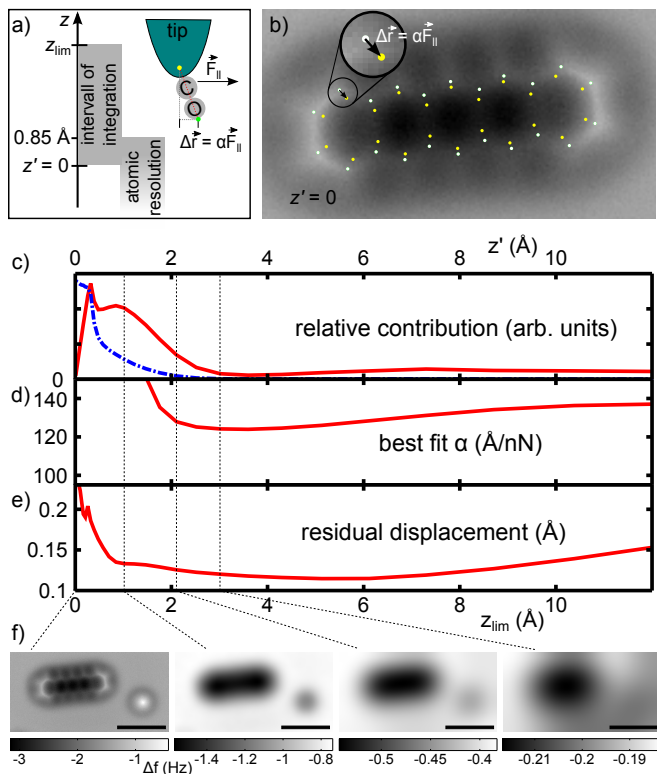 a)
z
z_lim
0.85 Å
z' = 0
intervall of
integration
atomic
resolution
tip
C
O
F⃗_||
Δr⃗ = αF⃗_||
b)
Δr⃗ = αF⃗_||
z' = 0
c)
z' (Å)
0 2 4 6 8 10
relative contribution (arb. units)
0
d)
140
120
100
best fit α (Å/nN)
e)
0.2
0.15
0.1
residual displacement (Å)
0 2 4 6 8 10
z_lim (Å)
f)
-3 -2 -1
Δf (Hz)
-1.4 -1.2 -1 -0.8
-0.5 -0.45 -0.4
-0.21 -0.2 -0.19